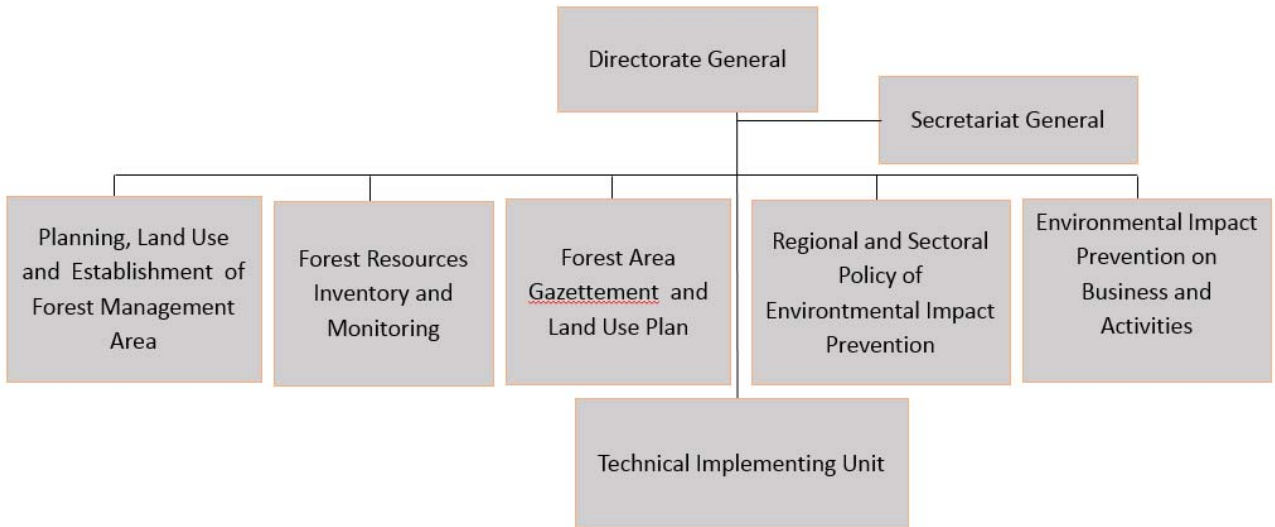 Directorate General
Secretariat General
Planning, Land Use
and Establishment of
Forest Management
Area
Forest Resources
Inventory and
Monitoring
Forest Area
Gazettement and
Land Use Plan
Regional and Sectoral
Policy of
Environtmental Impact
Prevention
Environmental Impact
Prevention on
Business and
Activities
Technical Implementing Unit